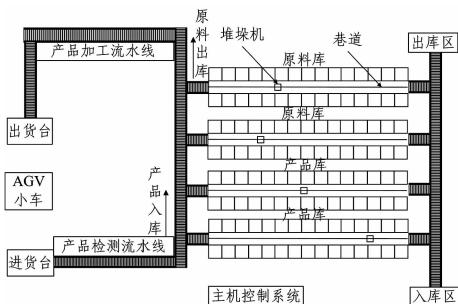 原料出库
堆垛机
巷道
原料库
出库区
产品加工流水线
原料库
出货台
产品库
AGV
小车
产品入库
产品库
产品检测流水线
进货台
主机控制系统
入库区